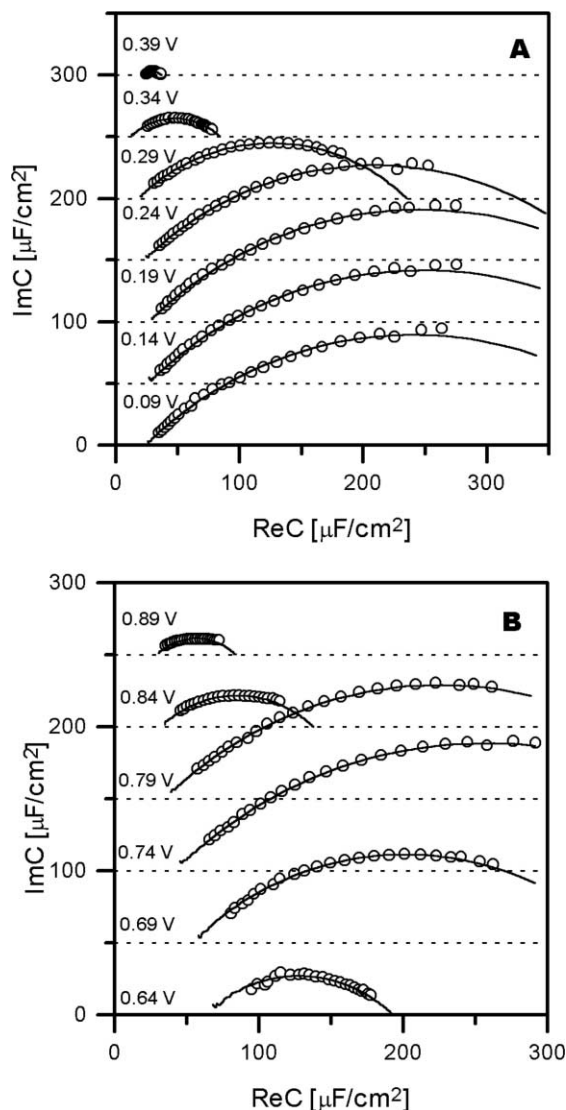 A
0.39 V
300
0.34 V
0.29 V
200
0.24 V
0.19 V
100
0.14 V
0.09 V
0
0 100 200 300
ImC [µF/cm²]
ReC [µF/cm²]
B
300
0.89 V
0.84 V
200
0.79 V
0.74 V
100
0.69 V
0.64 V
0
0 100 200 300
ImC [µF/cm²]
ReC [µF/cm²]